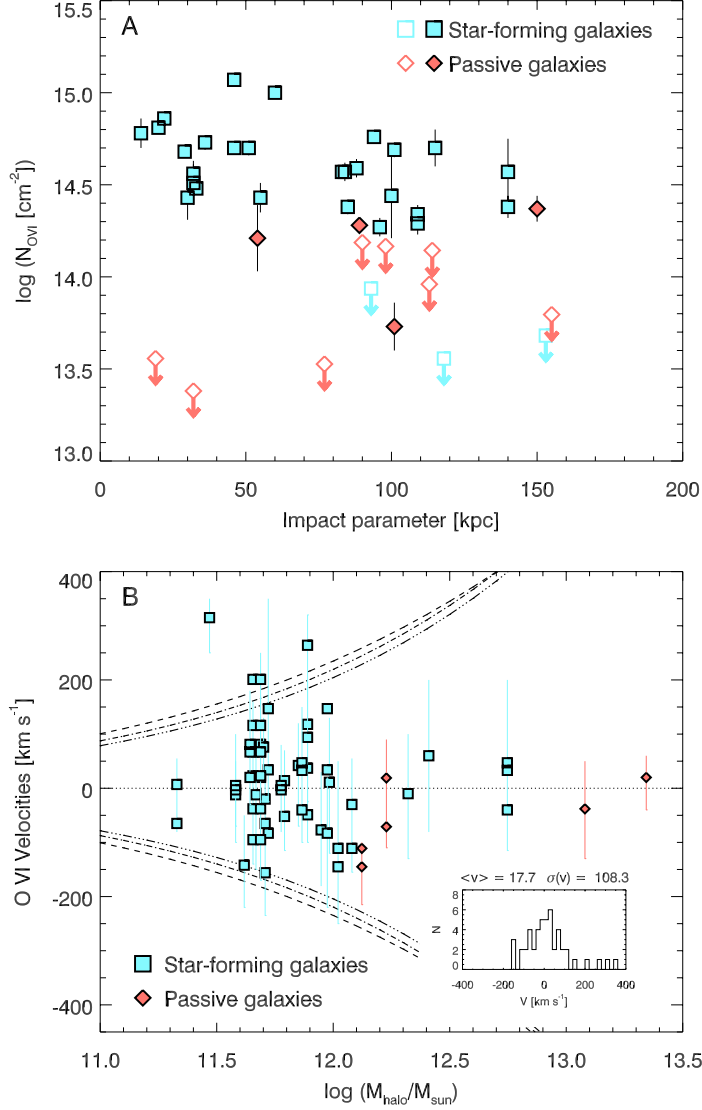 A
Star-forming galaxies
Passive galaxies
15.5
15.0
14.5
14.0
13.5
13.0
log (N_OVI [cm^-2])
0 50 100 150 200
Impact parameter [kpc]
B
400
200
0
-200
-400
O VI Velocities [km s^-1]
<v> = 17.7 σ(v) = 108.3
8
6
4
2
0
N
-400 -200 0 200 400
V [km s^-1]
Star-forming galaxies
Passive galaxies
11.0 11.5 12.0 12.5 13.0 13.5
log (M_halo/M_sun)